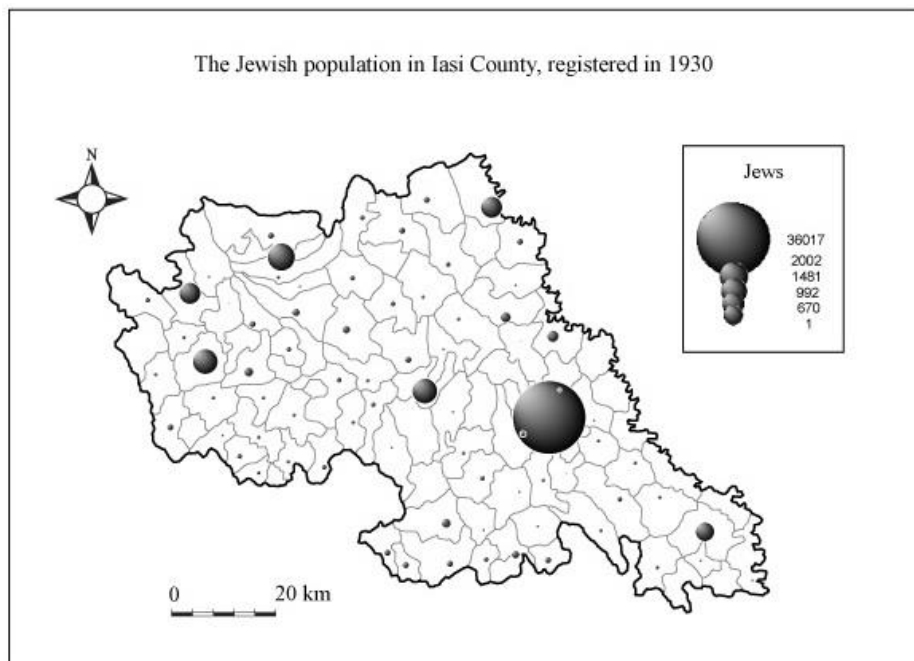 The Jewish population in Iasi County, registered in 1930
N
Jews
36017
2002
1481
992
670
1
0 20 km